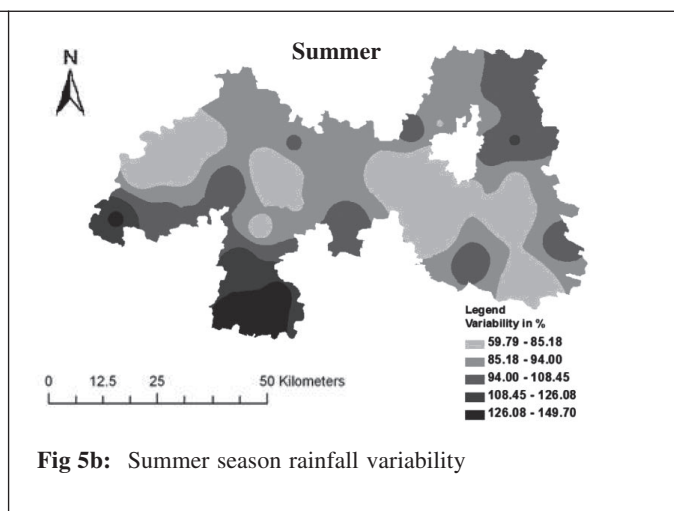 Summer
N
Legend
Variability in %
59.79 - 85.18
85.18 - 94.00
94.00 - 108.45
108.45 - 126.08
126.08 - 149.70
0 12.5 25 50 Kilometers
Fig 5b: Summer season rainfall variability